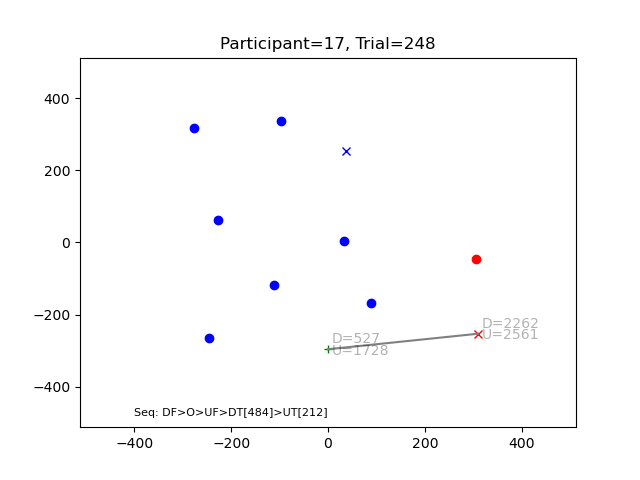 Participant=17, Trial=248
400
200
0
−200
−400
D=2262
U=2561
D=527
U=1728
Seq: DF>O>UF>DT[484]>UT[212]
−400 −200 0 200 400